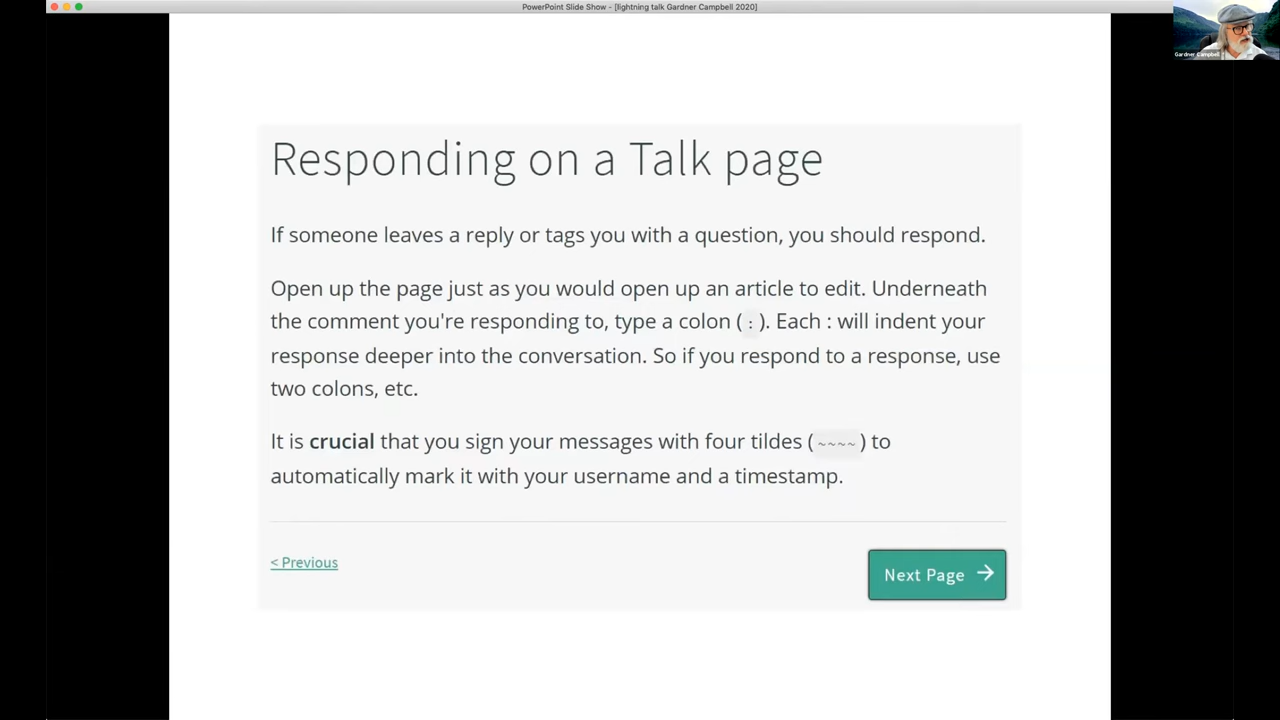 PowerPoint Slide Show - [lightning talk Gardner Campbell 2020]
Gardner Campbell
Responding on a Talk page
If someone leaves a reply or tags you with a question, you should respond.
Open up the page just as you would open up an article to edit. Underneath
the comment you're responding to, type a colon ( : ). Each : will indent your
response deeper into the conversation. So if you respond to a response, use
two colons, etc.
It is crucial that you sign your messages with four tildes ( ~~~~ ) to
automatically mark it with your username and a timestamp.
< Previous
Next Page →